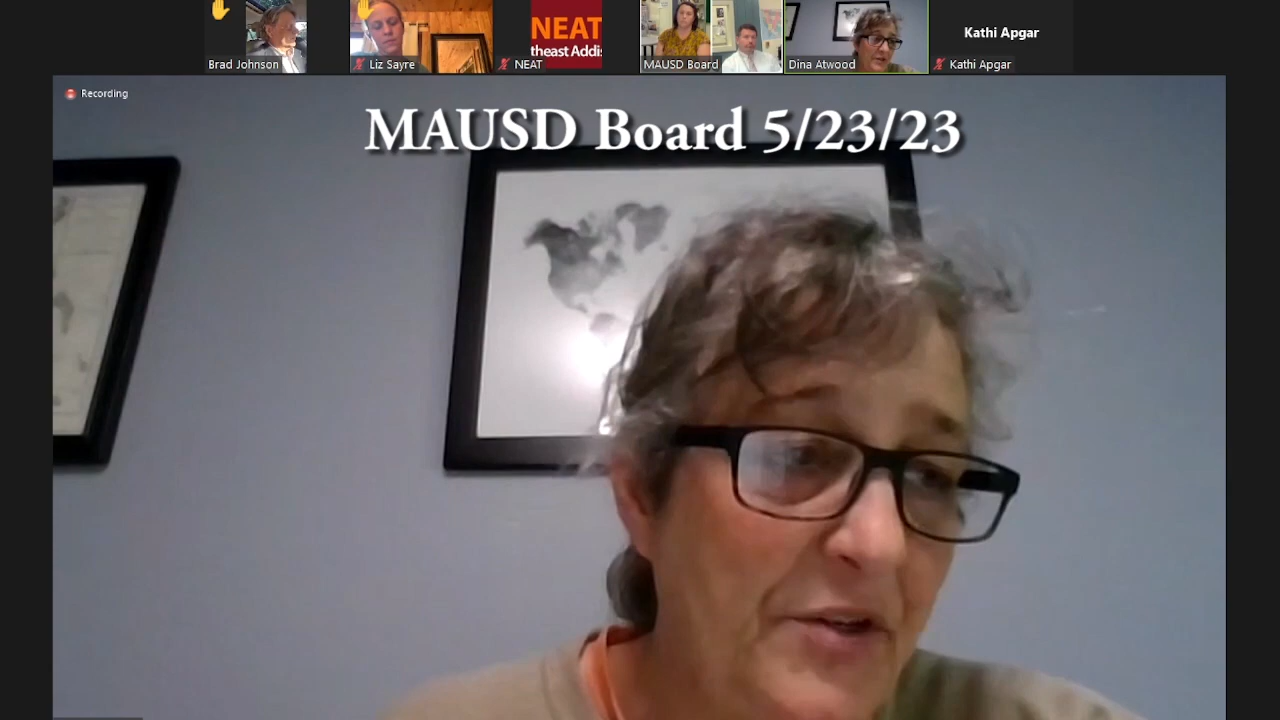 Brad Johnson
Liz Sayre
NEAT
theast Addi
NEAT
MAUSD Board
Dina Atwood
Kathi Apgar
Kathi Apgar
Recording
MAUSD Board 5/23/23